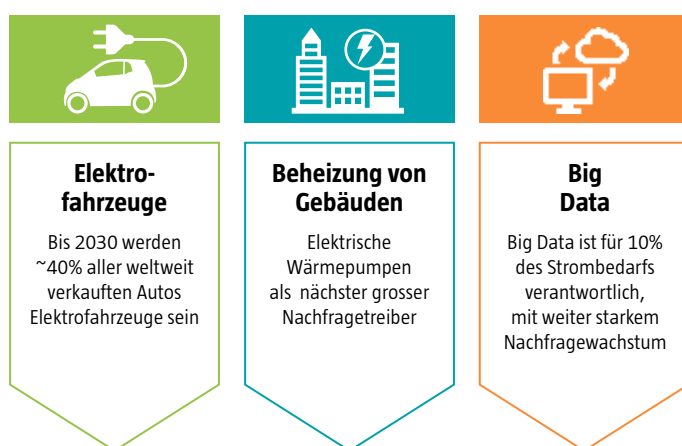 Elektro-
fahrzeuge
Bis 2030 werden
~40% aller weltweit
verkauften Autos
Elektrofahrzeuge sein
Beheizung von
Gebäuden
Elektrische
Wärmepumpen
als nächster grosser
Nachfragetreiber
Big
Data
Big Data ist für 10%
des Strombedarfs
verantwortlich,
mit weiter starkem
Nachfragewachstum